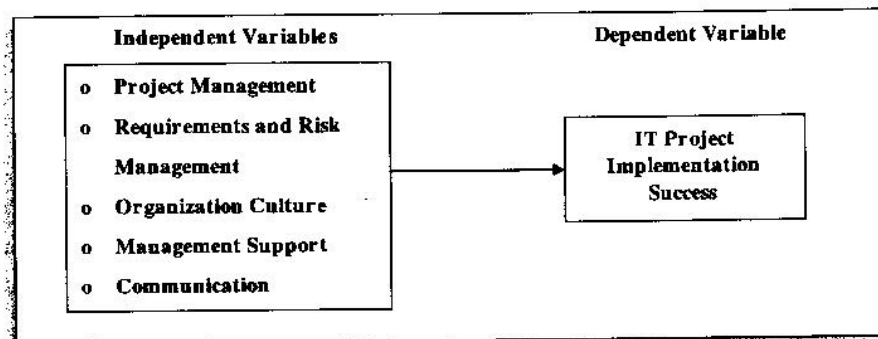 Independent Variables
Dependent Variable
o Project Management
o Requirements and Risk
Management
o Organization Culture
o Management Support
o Communication
IT Project
Implementation
Success